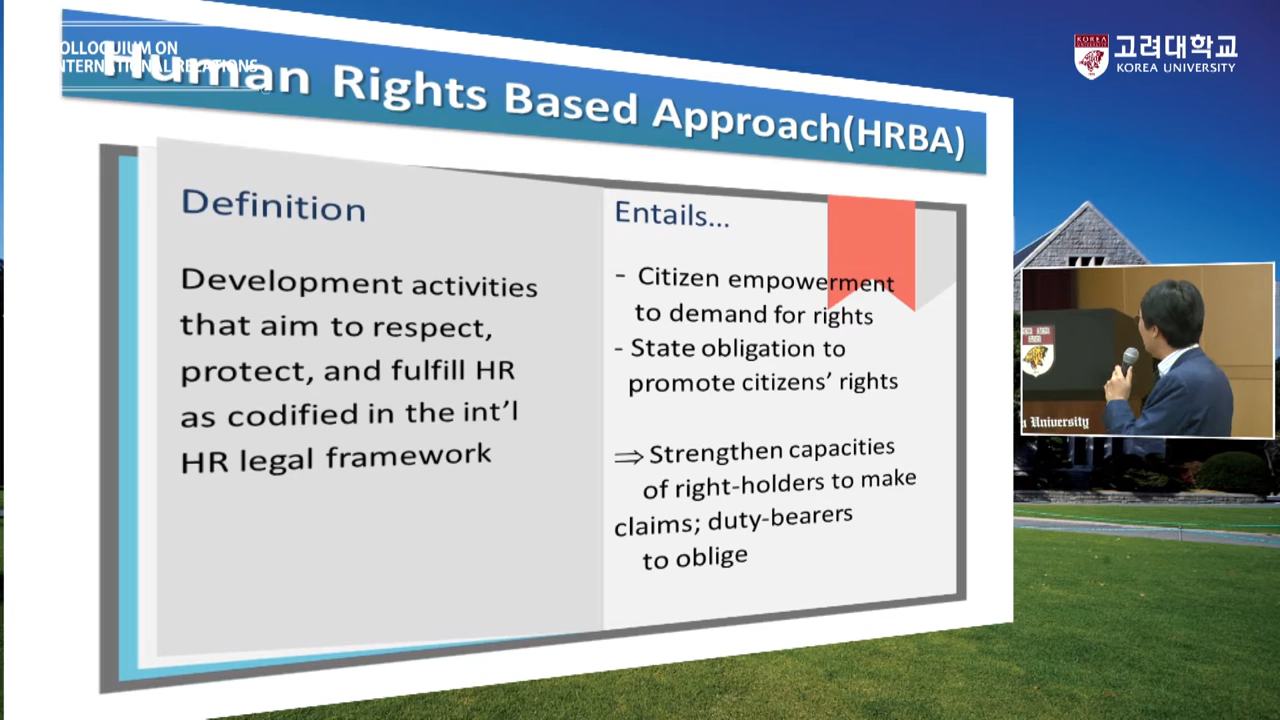 OLLOQUIUM ON
NTERNATIONAL RELATIONS
Human Rights Based Approach(HRBA)
고려대학교
KOREA UNIVERSITY
KOREA
Definition
Development activities
that aim to respect,
protect, and fulfill HR
as codified in the int’l
HR legal framework
Entails...
- Citizen empowerment
to demand for rights
- State obligation to
promote citizens’ rights
⇒ Strengthen capacities
of right-holders to make
claims; duty-bearers
to oblige
University